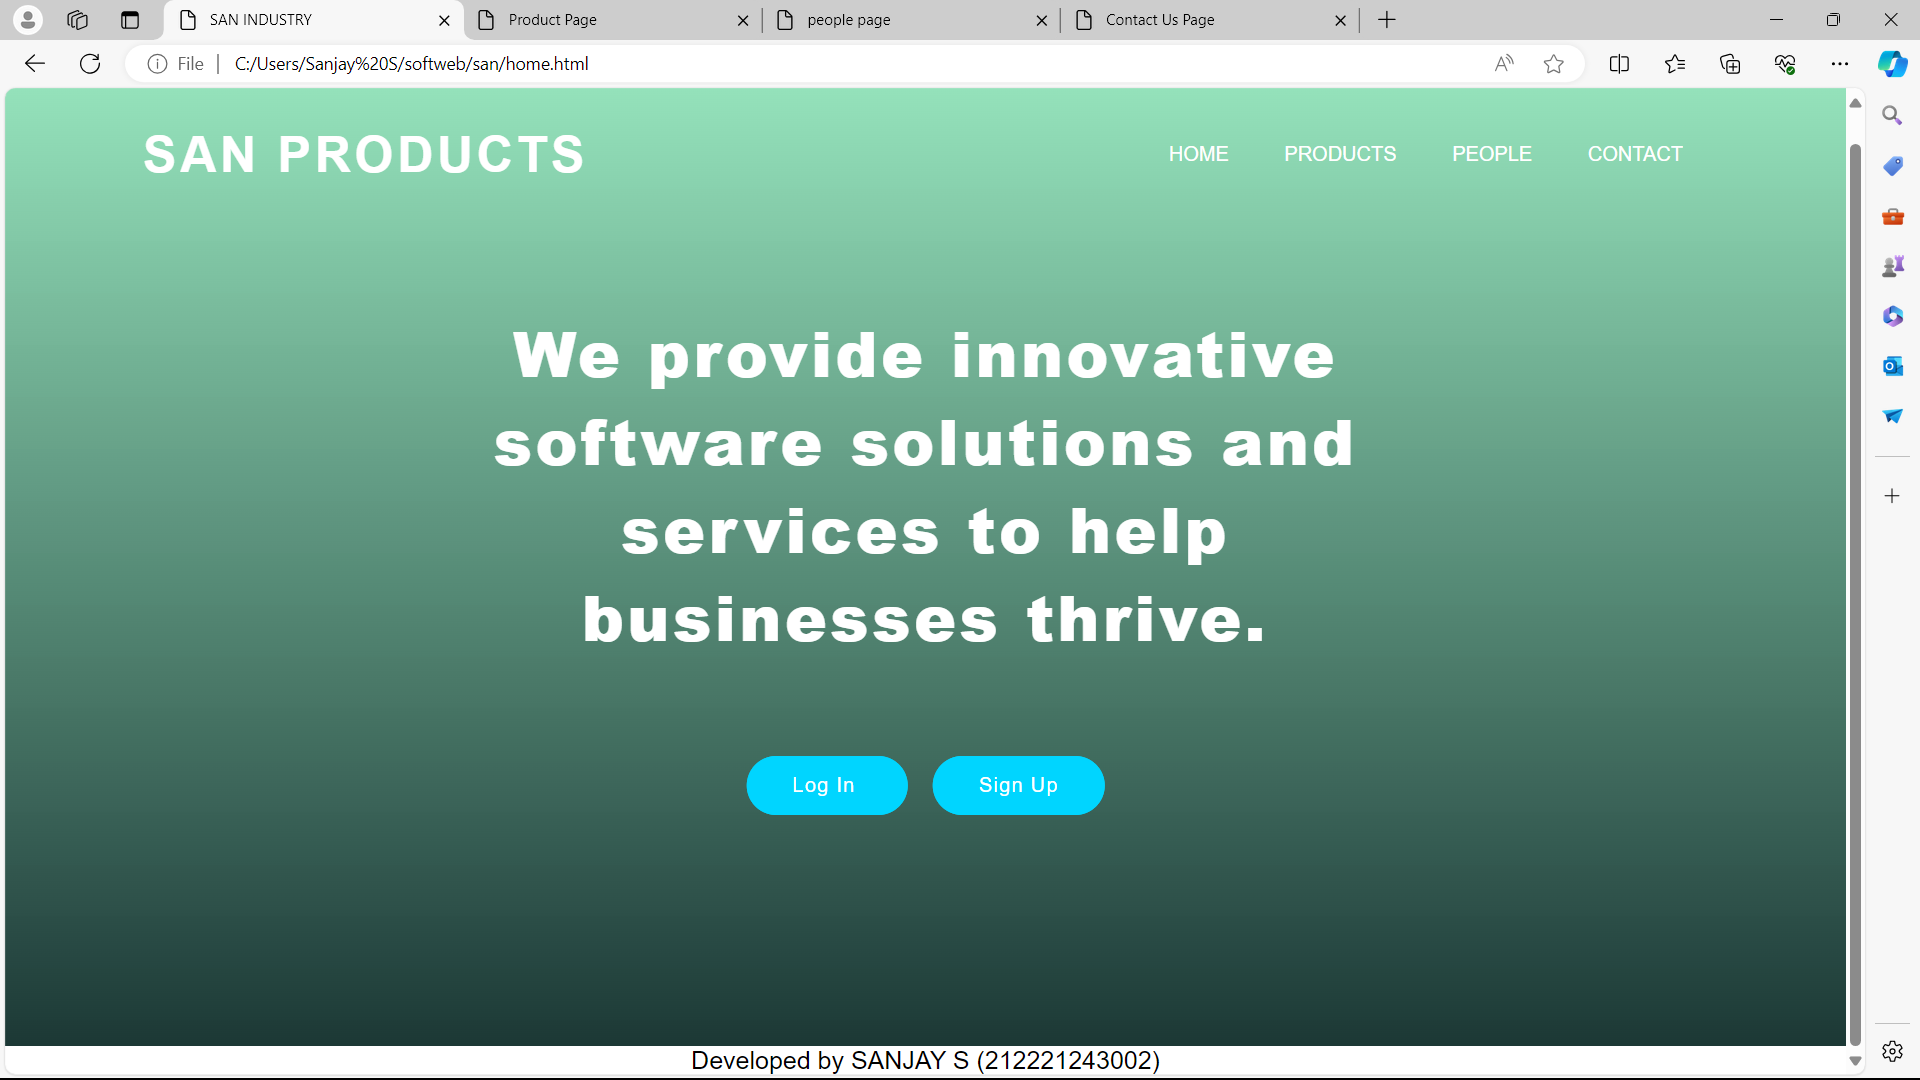 SAN INDUSTRY
Product Page
people page
Contact Us Page
File
C:/Users/Sanjay%20S/softweb/san/home.html
SAN PRODUCTS
HOME
PRODUCTS
PEOPLE
CONTACT
We provide innovative
software solutions and
services to help
businesses thrive.
Log In
Sign Up
Developed by SANJAY S (212221243002)